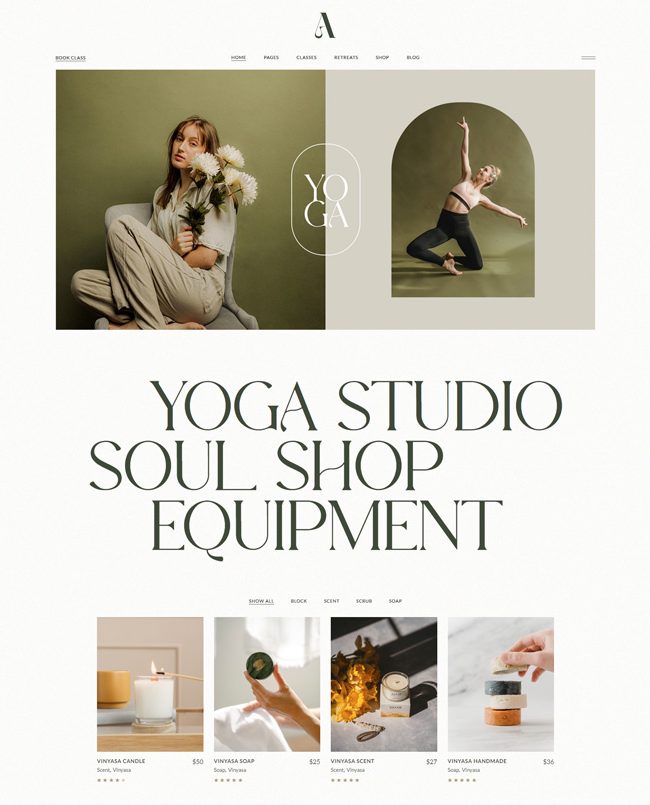 A
BOOK CLASS
HOME PAGES CLASSES RETREATS SHOP BLOG
YO
GA
YOGA STUDIO
SOUL SHOP
EQUIPMENT
SHOW ALL BLOCK SCENT SCRUB SOAP
VINYASA CANDLE $50
Scent, Vinyasa
VINYASA SOAP $25
Soap, Vinyasa
VINYASA SCENT $27
Scent, Vinyasa
VINYASA HANDMADE $36
Soap, Vinyasa